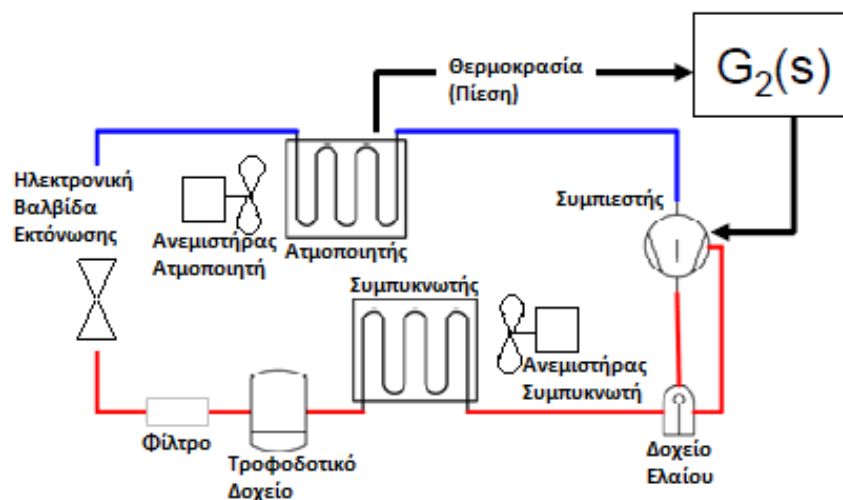 Θερμοκρασία
(Πίεση)
G₂(s)
Ηλεκτρονική
Βαλβίδα
Εκτόνωσης
Ανεμιστήρας
Ατμοποιητή
Ατμοποιητής
Συμπιεστής
Συμπυκνωτής
Ανεμιστήρας
Συμπυκνωτή
Φίλτρο
Τροφοδοτικό
Δοχείο
Δοχείο
Ελαίου